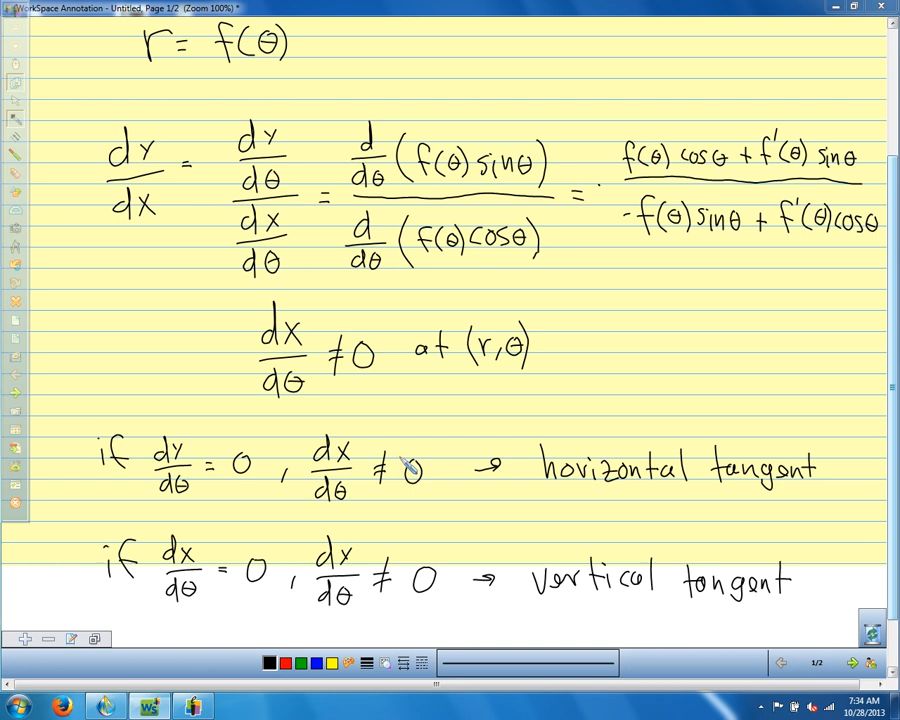 WorkSpace Annotation - Untitled, Page 1/2 (Zoom 100%) *
r = f(θ)
dy/dx = (dy/dθ)/(dx/dθ) = (d/dθ (f(θ) sinθ))/(d/dθ (f(θ) cosθ)) = (f(θ) cosθ + f'(θ) sinθ)/(-f(θ) sinθ + f'(θ) cosθ)
dx/dθ ≠ 0 at (r, θ)
if dy/dθ = 0 , dx/dθ ≠ 0 → horizontal tangent
if dx/dθ = 0 , dx/dθ ≠ 0 → vertical tangent
1/2
7:34 AM
10/28/2013